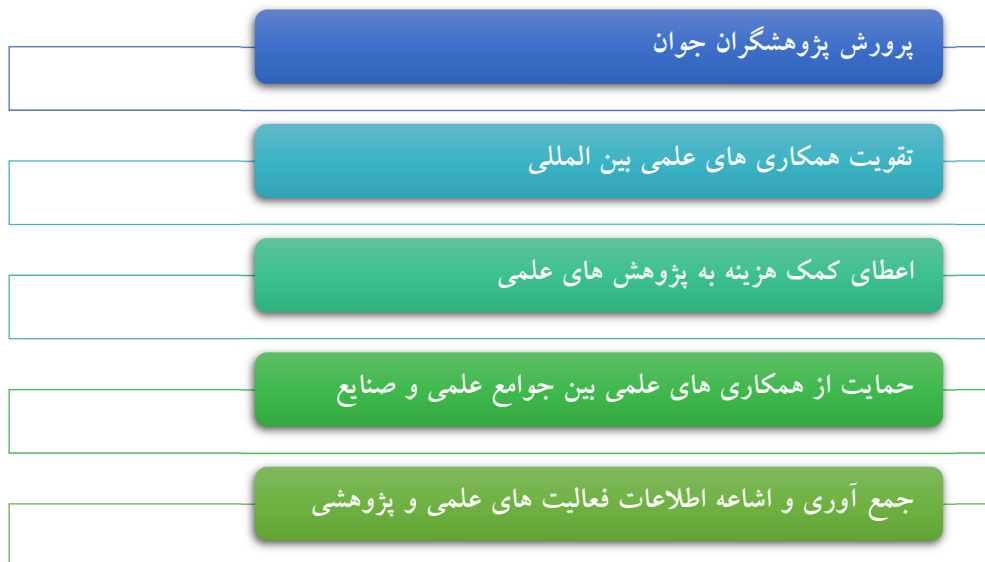 پرورش پژوهشگران جوان
تقویت همکاری های علمی بین المللی
اعطای کمک هزینه به پژوهش های علمی
حمایت از همکاری های علمی بین جوامع علمی و صنایع
جمع آوری و اشاعه اطلاعات فعالیت های علمی و پژوهشی